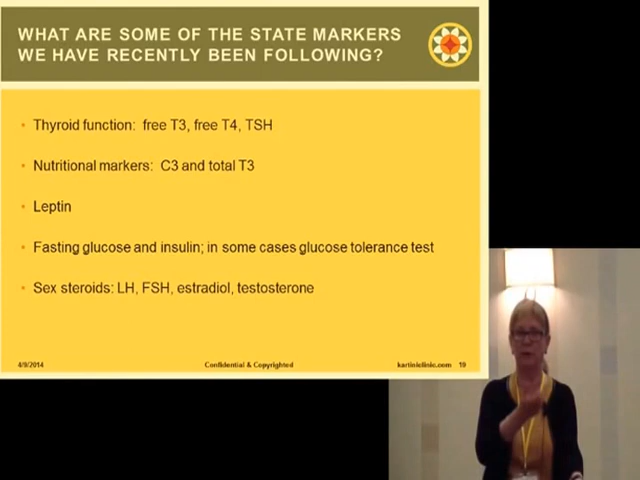 WHAT ARE SOME OF THE STATE MARKERS
WE HAVE RECENTLY BEEN FOLLOWING?
• Thyroid function: free T3, free T4, TSH
• Nutritional markers: C3 and total T3
• Leptin
• Fasting glucose and insulin; in some cases glucose tolerance test
• Sex steroids: LH, FSH, estradiol, testosterone
4/9/2014 Confidential & Copyrighted kartiniclinic.com 19